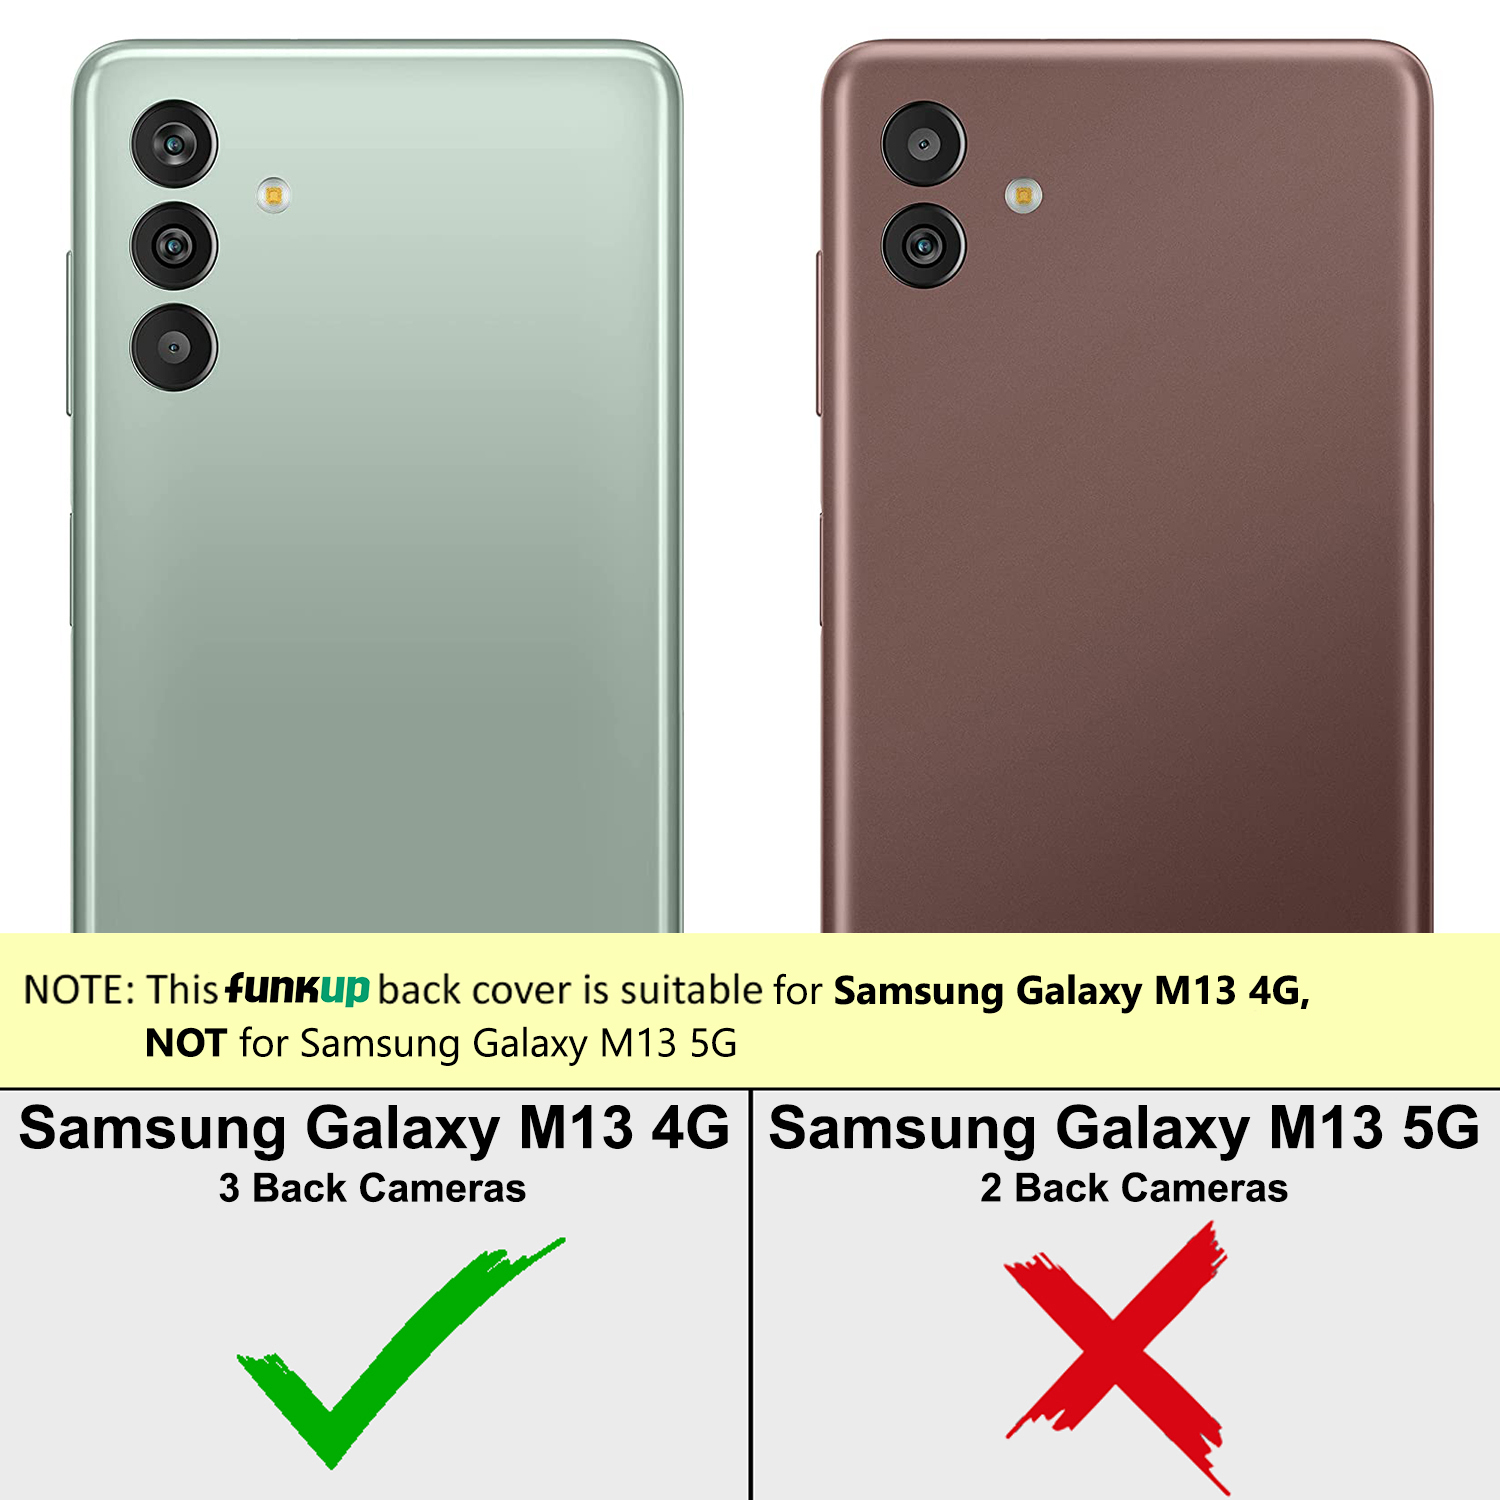 NOTE: This funkup back cover is suitable for Samsung Galaxy M13 4G,
NOT for Samsung Galaxy M13 5G
Samsung Galaxy M13 4G
3 Back Cameras
Samsung Galaxy M13 5G
2 Back Cameras